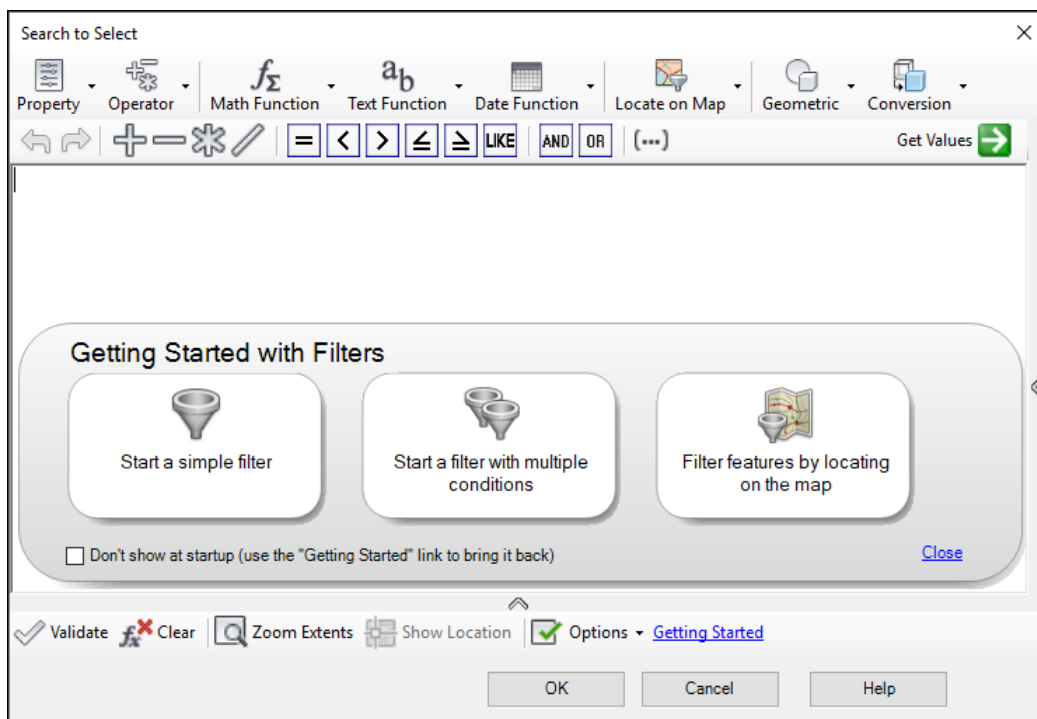 Search to Select
Property Operator Math Function Text Function Date Function Locate on Map Geometric Conversion
= < > ≤ ≥ LIKE AND OR (...) Get Values
Getting Started with Filters
Start a simple filter
Start a filter with multiple
conditions
Filter features by locating
on the map
Don't show at startup (use the "Getting Started" link to bring it back) Close
Validate Clear Zoom Extents Show Location Options Getting Started
OK Cancel Help